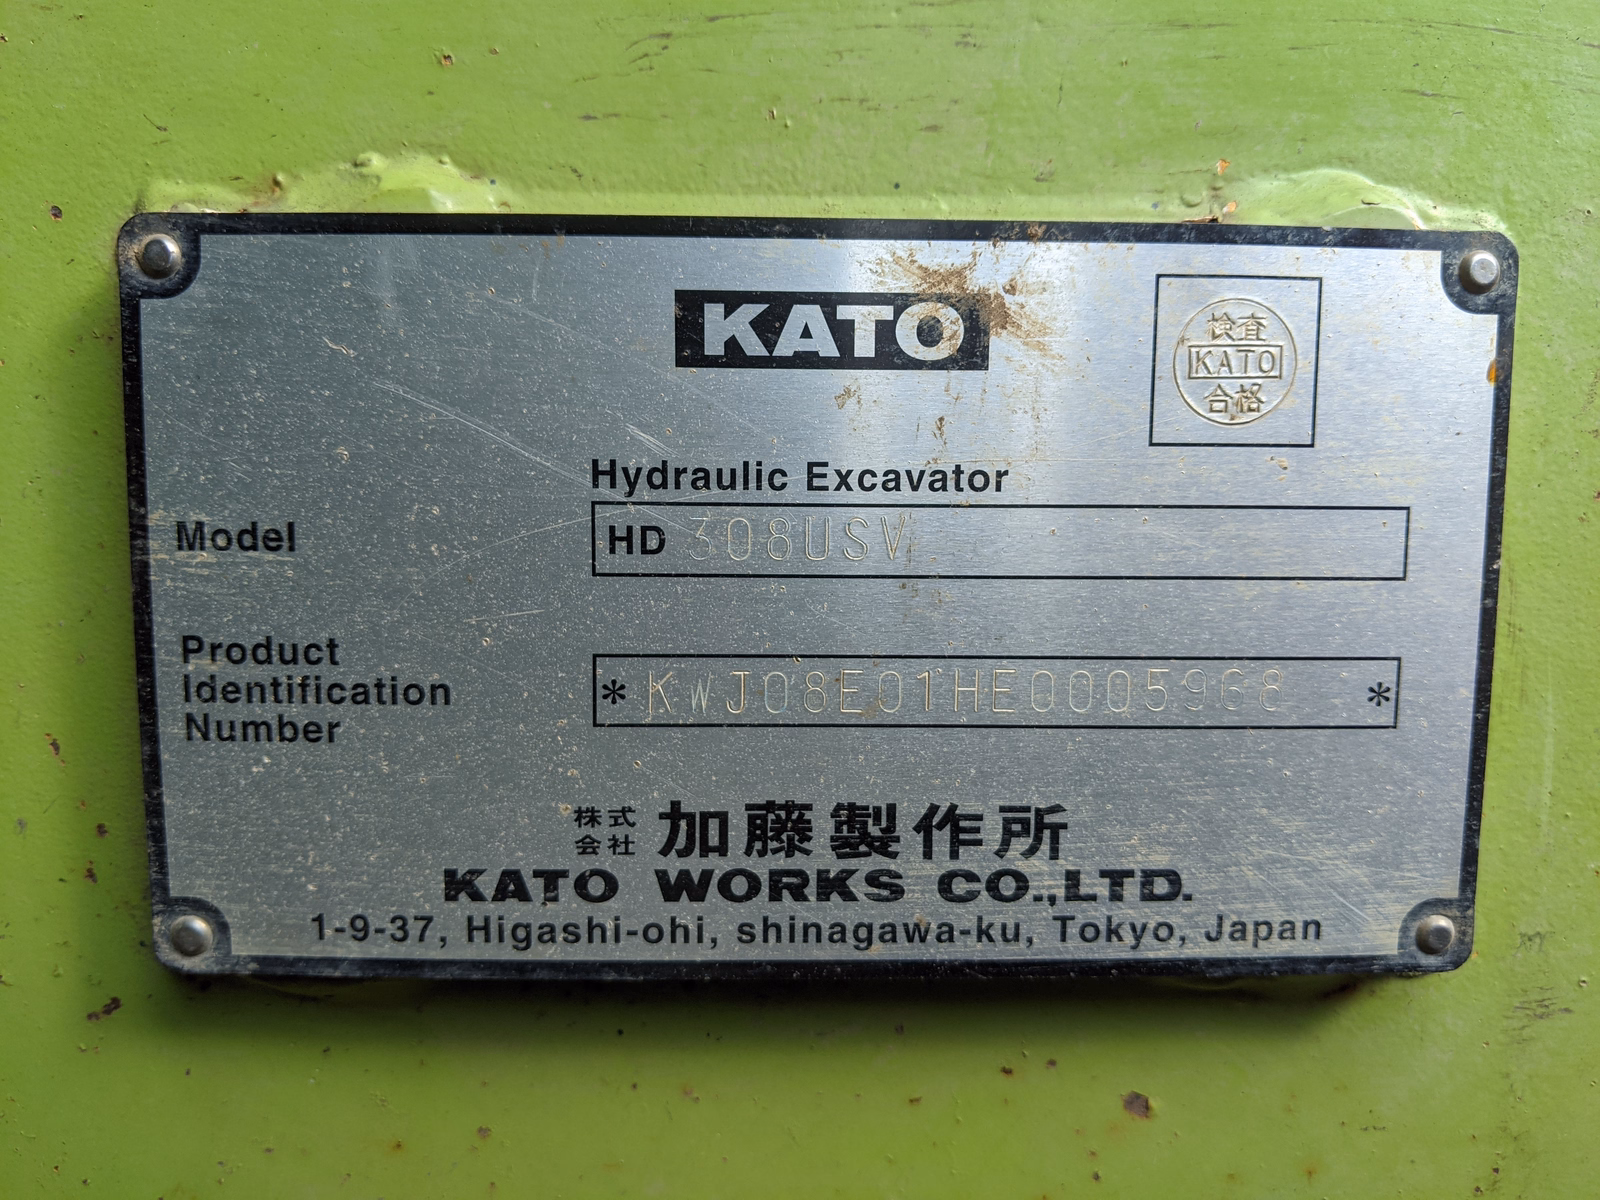 KATO
検査
KATO
合格
Hydraulic Excavator
Model
HD 308USV
Product
Identification
Number
* KWJ08E01HE0005968 *
株式
会社
加藤製作所
KATO WORKS CO.,LTD.
1-9-37, Higashi-ohi, shinagawa-ku, Tokyo, Japan